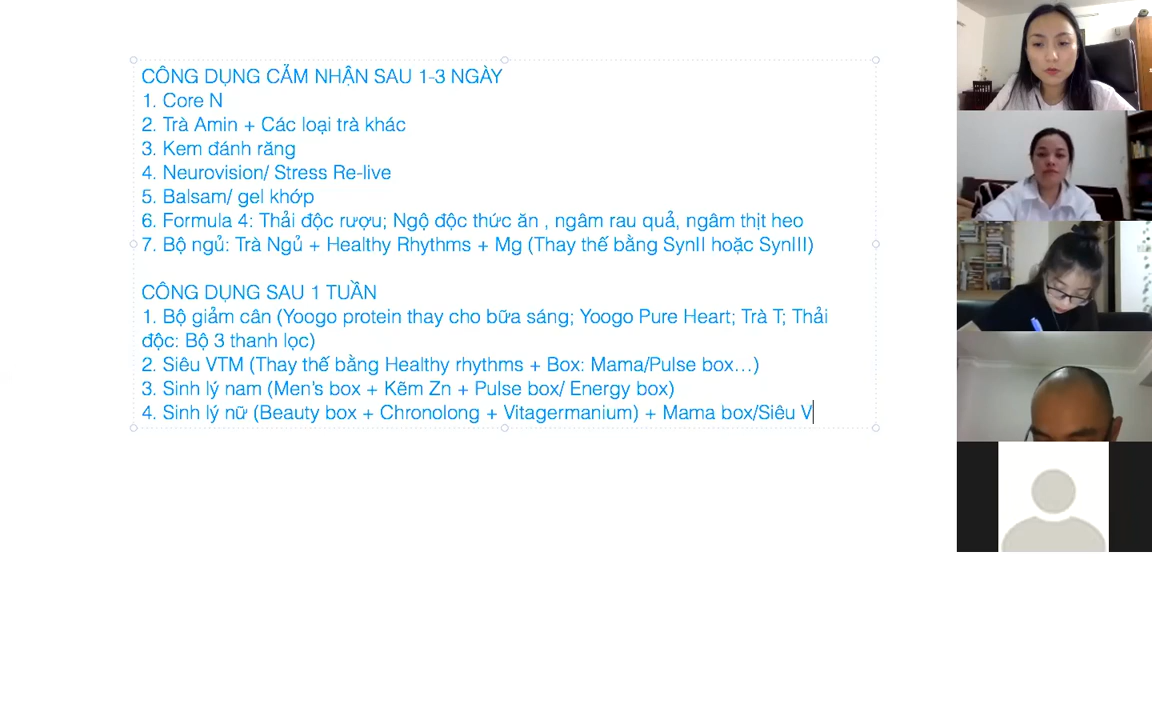 CÔNG DỤNG CẢM NHẬN SAU 1-3 NGÀY
1. Core N
2. Trà Amin + Các loại trà khác
3. Kem đánh răng
4. Neurovision/ Stress Re-live
5. Balsam/ gel khớp
6. Formula 4: Thải độc rượu; Ngộ độc thức ăn , ngâm rau quả, ngâm thịt heo
7. Bộ ngủ: Trà Ngủ + Healthy Rhythms + Mg (Thay thế bằng SynII hoặc SynIII)
CÔNG DỤNG SAU 1 TUẦN
1. Bộ giảm cân (Yoogo protein thay cho bữa sáng; Yoogo Pure Heart; Trà T; Thải
độc: Bộ 3 thanh lọc)
2. Siêu VTM (Thay thế bằng Healthy rhythms + Box: Mama/Pulse box...)
3. Sinh lý nam (Men's box + Kẽm Zn + Pulse box/ Energy box)
4. Sinh lý nữ (Beauty box + Chronolong + Vitagermanium) + Mama box/Siêu V